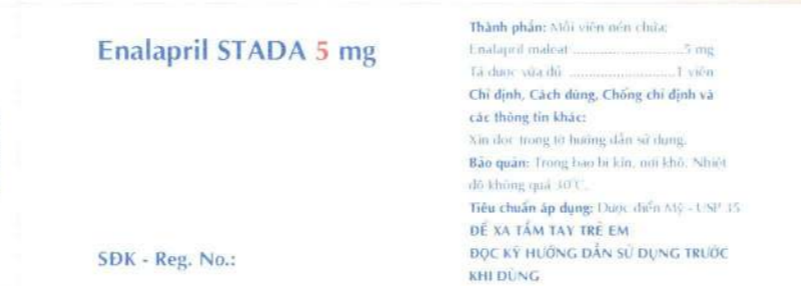 Enalapril STADA 5 mg
SĐK - Reg. No.:
Thành phần: Mỗi viên nén chứa:
Enalapril maleat ............................5 mg
Tá dược vừa đủ ...........................1 viên
Chỉ định, Cách dùng, Chống chỉ định và
các thông tin khác:
Xin đọc trong tờ hướng dẫn sử dụng.
Bảo quản: Trong bao bì kín, nơi khô. Nhiệt
độ không quá 30°C.
Tiêu chuẩn áp dụng: Dược điển Mỹ - USP 35
ĐỂ XA TẦM TAY TRẺ EM
ĐỌC KỸ HƯỚNG DẪN SỬ DỤNG TRƯỚC
KHI DÙNG